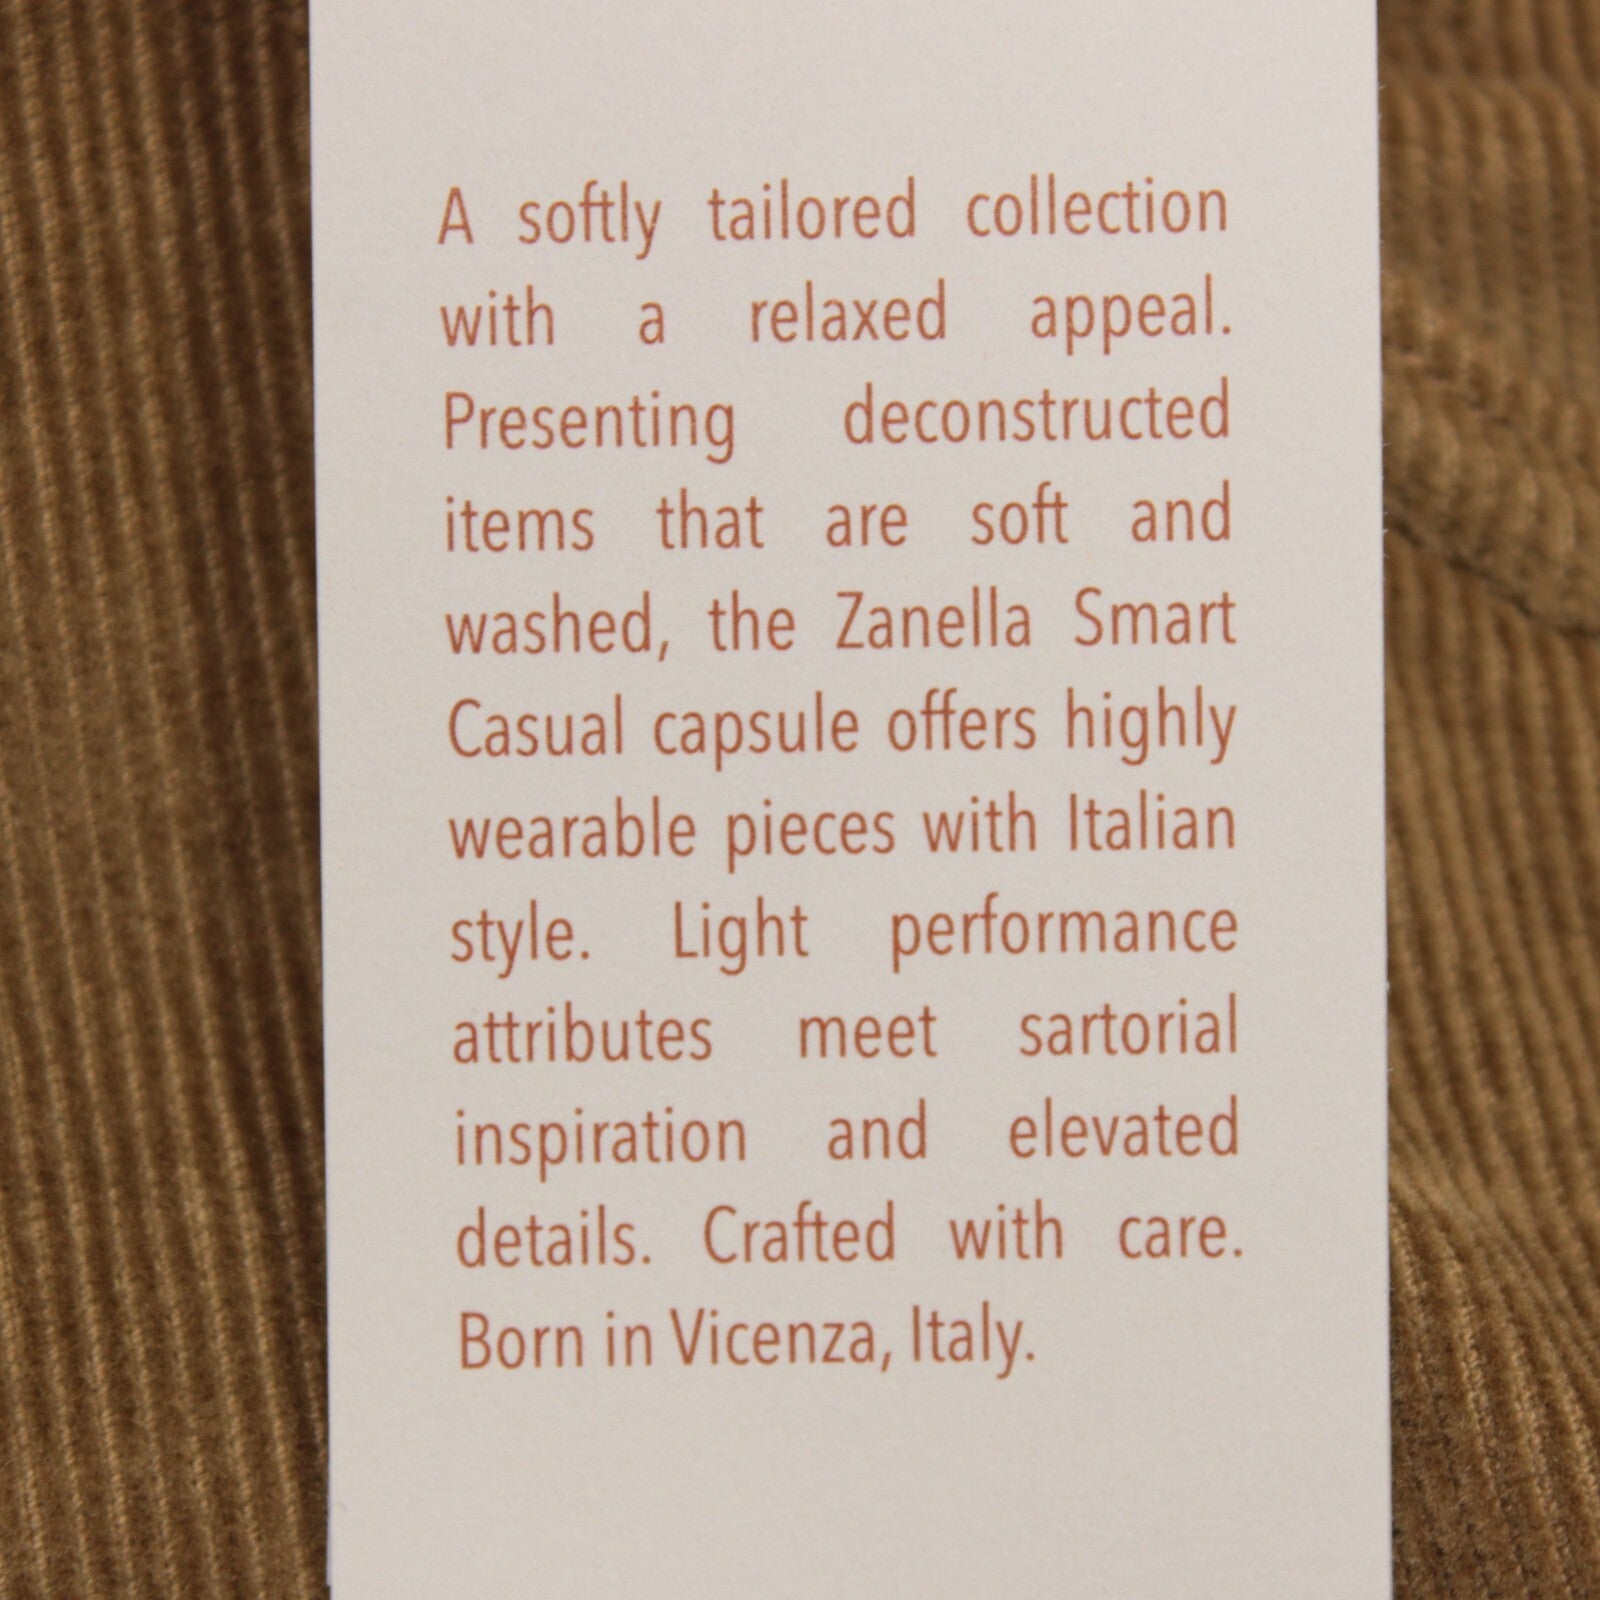 A softly tailored collection
with a relaxed appeal.
Presenting deconstructed
items that are soft and
washed, the Zanella Smart
Casual capsule offers highly
wearable pieces with Italian
style. Light performance
attributes meet sartorial
inspiration and elevated
details. Crafted with care.
Born in Vicenza, Italy.